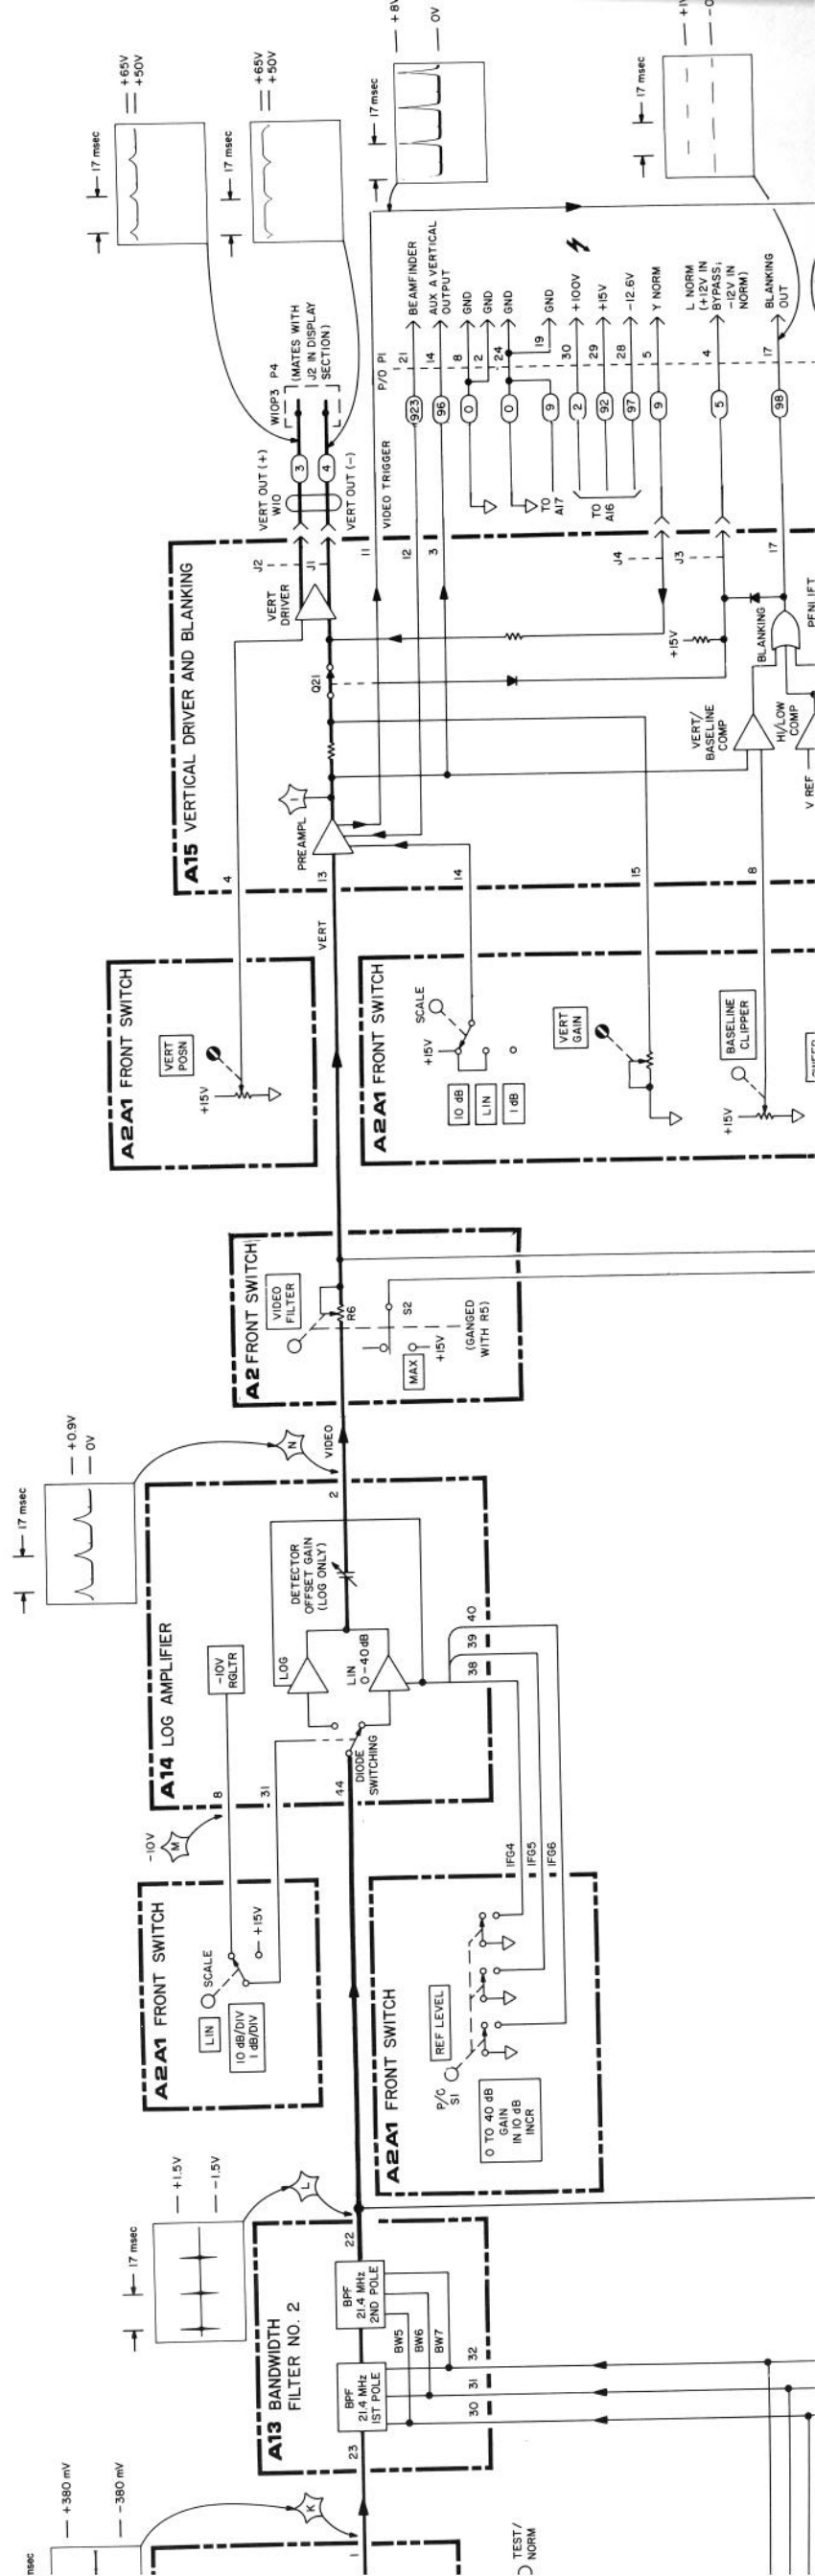 msec
+380 mV
-380 mV
K
1
TEST/
NORM
A13 BANDWIDTH
FILTER NO. 2
23
BPF
21.4 MHz
1ST POLE
BPF
21.4 MHz
2ND POLE
22
BW5
BW6
BW7
30
31
32
17 msec
+1.5V
-1.5V
L
A2A1 FRONT SWITCH
LIN
SCALE
10 dB/DIV
1 dB/DIV
+15V
-10V
M
A2A1 FRONT SWITCH
P/C
S1
REF LEVEL
0 TO 40 dB
GAIN
IN 10 dB
INCR
IFG4
IFG5
IFG6
A14 LOG AMPLIFIER
8
31
44
-10V
RGLTR
LOG
LIN
0-40dB
DIODE
SWITCHING
DETECTOR
OFFSET GAIN
(LOG ONLY)
38
39
40
2
17 msec
+0.9V
0V
N
VIDEO
A2 FRONT SWITCH
VIDEO
FILTER
R6
S2
MAX
+15V
(GANGED
WITH R5)
A2A1 FRONT SWITCH
VERT
POSN
+15V
A2A1 FRONT SWITCH
+15V
SCALE
10 dB
LIN
1 dB
VERT
GAIN
BASELINE
CLIPPER
+15V
VERT
A15 VERTICAL DRIVER AND BLANKING
4
13
14
15
8
PREAMPL
1
Q21
VERT
DRIVER
J2
J1
11
12
3
J4
J3
17
+15V
VERT/
BASELINE
COMP
HI/LOW
COMP
V REF
BLANKING
PENLIFT
VERT OUT (+)
W10
VERT OUT (-)
3
4
W10P3 P4
(MATES WITH
J2 IN DISPLAY
SECTION)
VIDEO TRIGGER
P/O P1
923 21 BEAMFINDER
96 14 AUX A VERTICAL
OUTPUT
0 8 GND
2 GND
0 24 GND
TO
A17
9 19 GND
TO
A16
2 30 +100V
92 29 +15V
97 28 -12.6V
9 5 Y NORM
5 4 L NORM
(+12V IN
BYPASS;
-12V IN
NORM)
98 17 BLANKING
OUT
17 msec
+65V
+50V
17 msec
+65V
+50V
17 msec
+8V
0V
17 msec